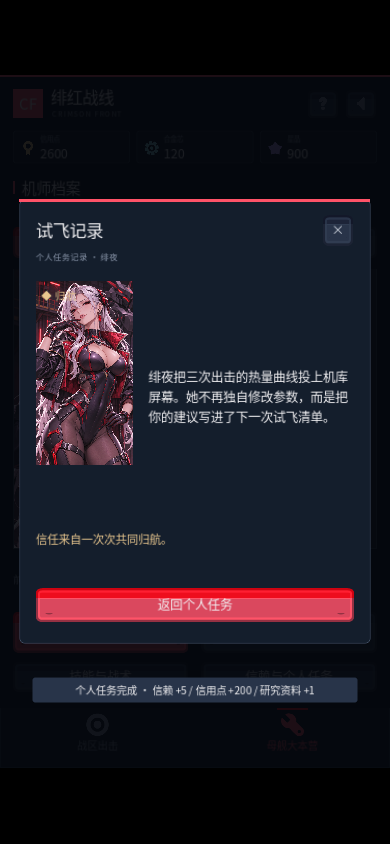 CF
绯红战线
?
2600
120
900
机师档案
试飞记录
×
个人任务记录 · 绯夜
绯夜把三次出击的热量曲线投上机库
屏幕。她不再独自修改参数，而是把
你的建议写进了下一次试飞清单。
信任来自一次次共同归航。
返回个人任务
个人任务完成 · 信赖 +5 / 信用点 +200 / 研究资料 +1